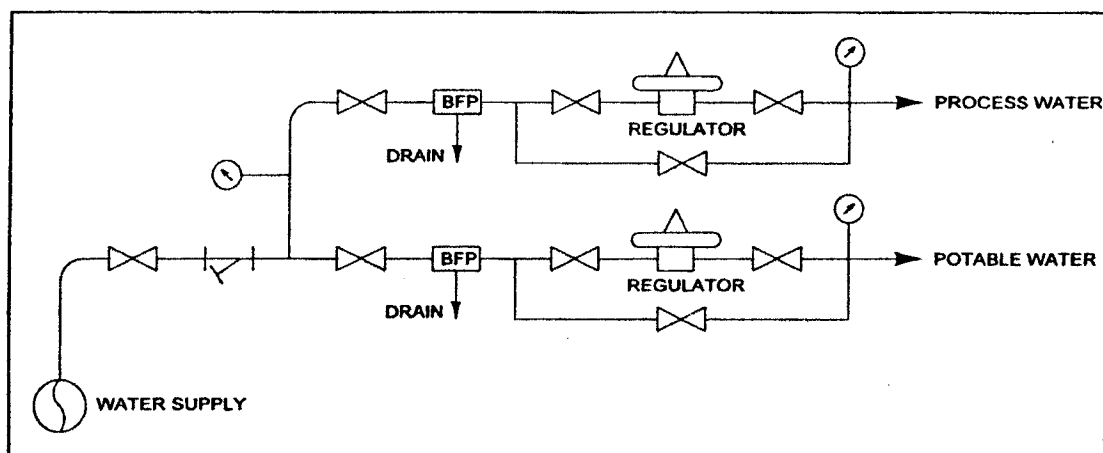 BFP
PROCESS WATER
REGULATOR
DRAIN
BFP
POTABLE WATER
REGULATOR
DRAIN
WATER SUPPLY